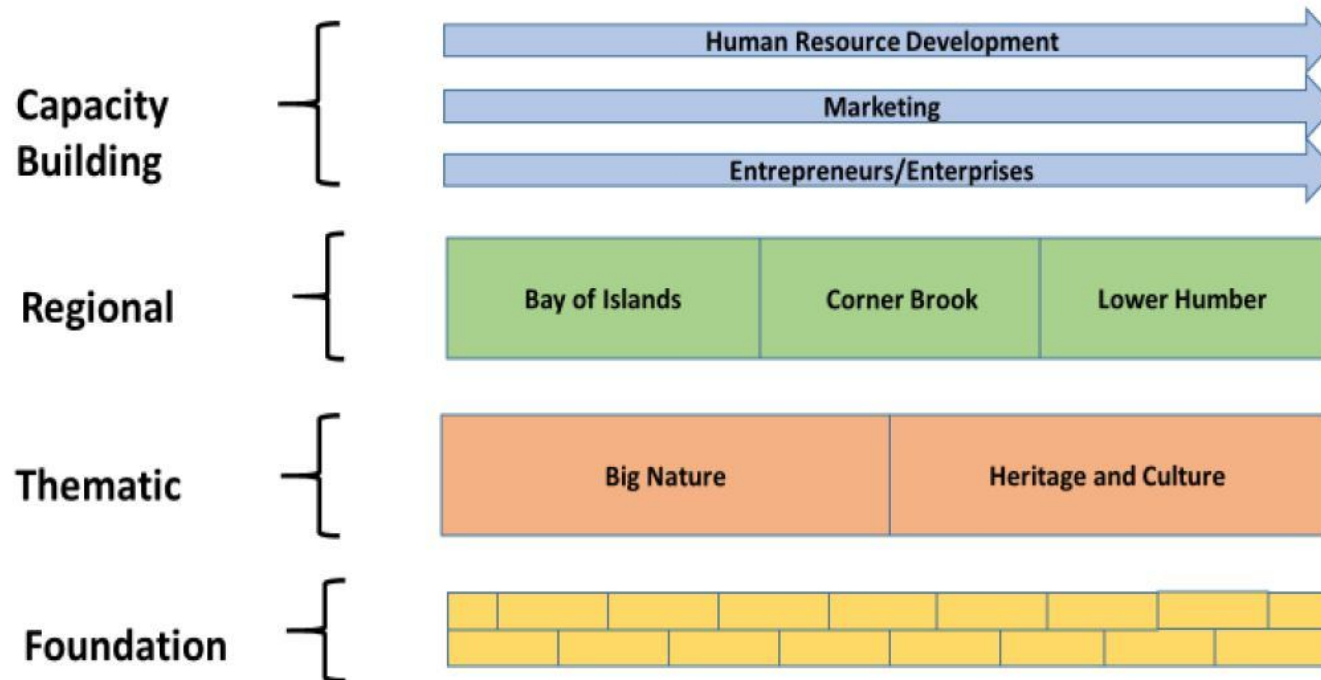 Human Resource Development
Capacity
Building
Marketing
Entrepreneurs/Enterprises
Regional
Bay of Islands
Corner Brook
Lower Humber
Thematic
Big Nature
Heritage and Culture
Foundation